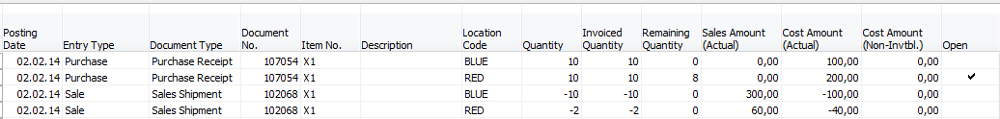 Posting Date Entry Type Document Type Document No. Item No. Description Location Code Quantity Invoiced Quantity Remaining Quantity Sales Amount (Actual) Cost Amount (Actual) Cost Amount (Non-Invtbl.) Open
02.02.14 Purchase Purchase Receipt 107054 X1 BLUE 10 10 0 0,00 100,00 0,00
02.02.14 Purchase Purchase Receipt 107054 X1 RED 10 10 8 0,00 200,00 0,00 ✓
02.02.14 Sale Sales Shipment 102068 X1 BLUE -10 -10 0 300,00 -100,00 0,00
02.02.14 Sale Sales Shipment 102068 X1 RED -2 -2 0 60,00 -40,00 0,00